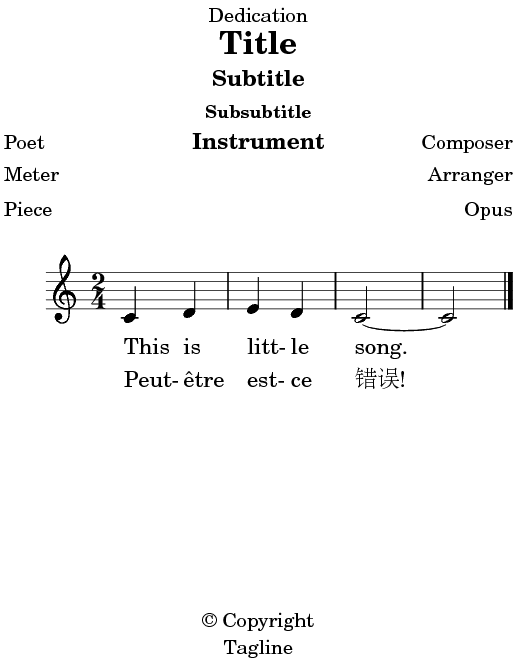 Dedication
Title
Subtitle
Subsubtitle
Poet Instrument Composer
Meter Arranger
Piece Opus
2
4
This is litt- le song.
Peut- être est- ce 错误!
© Copyright
Tagline